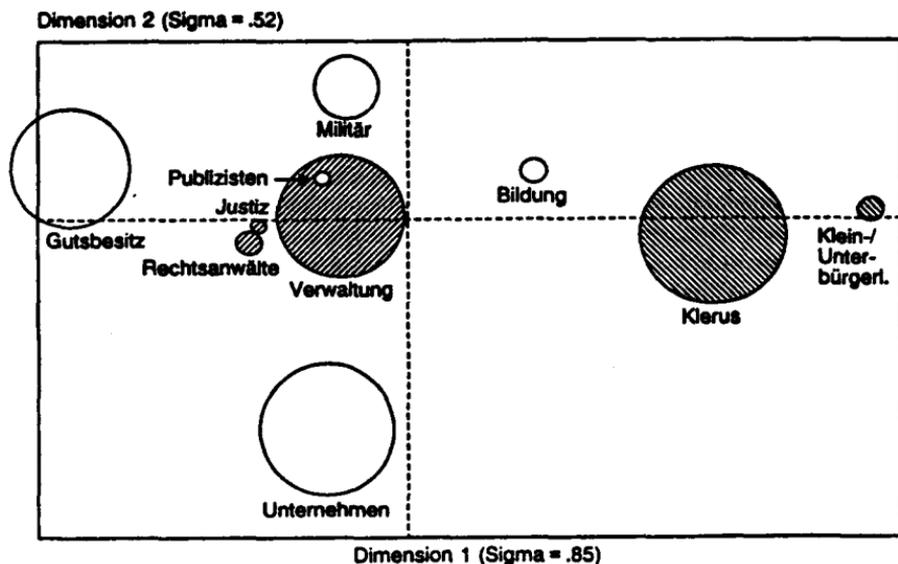 Dimension 2 (Sigma = .52)
Militär
Publizisten
Bildung
Justiz
Gutsbesitz
Rechtsanwälte
Verwaltung
Klein-/
Unter-
bürgerl.
Klerus
Unternehmen
Dimension 1 (Sigma = .85)